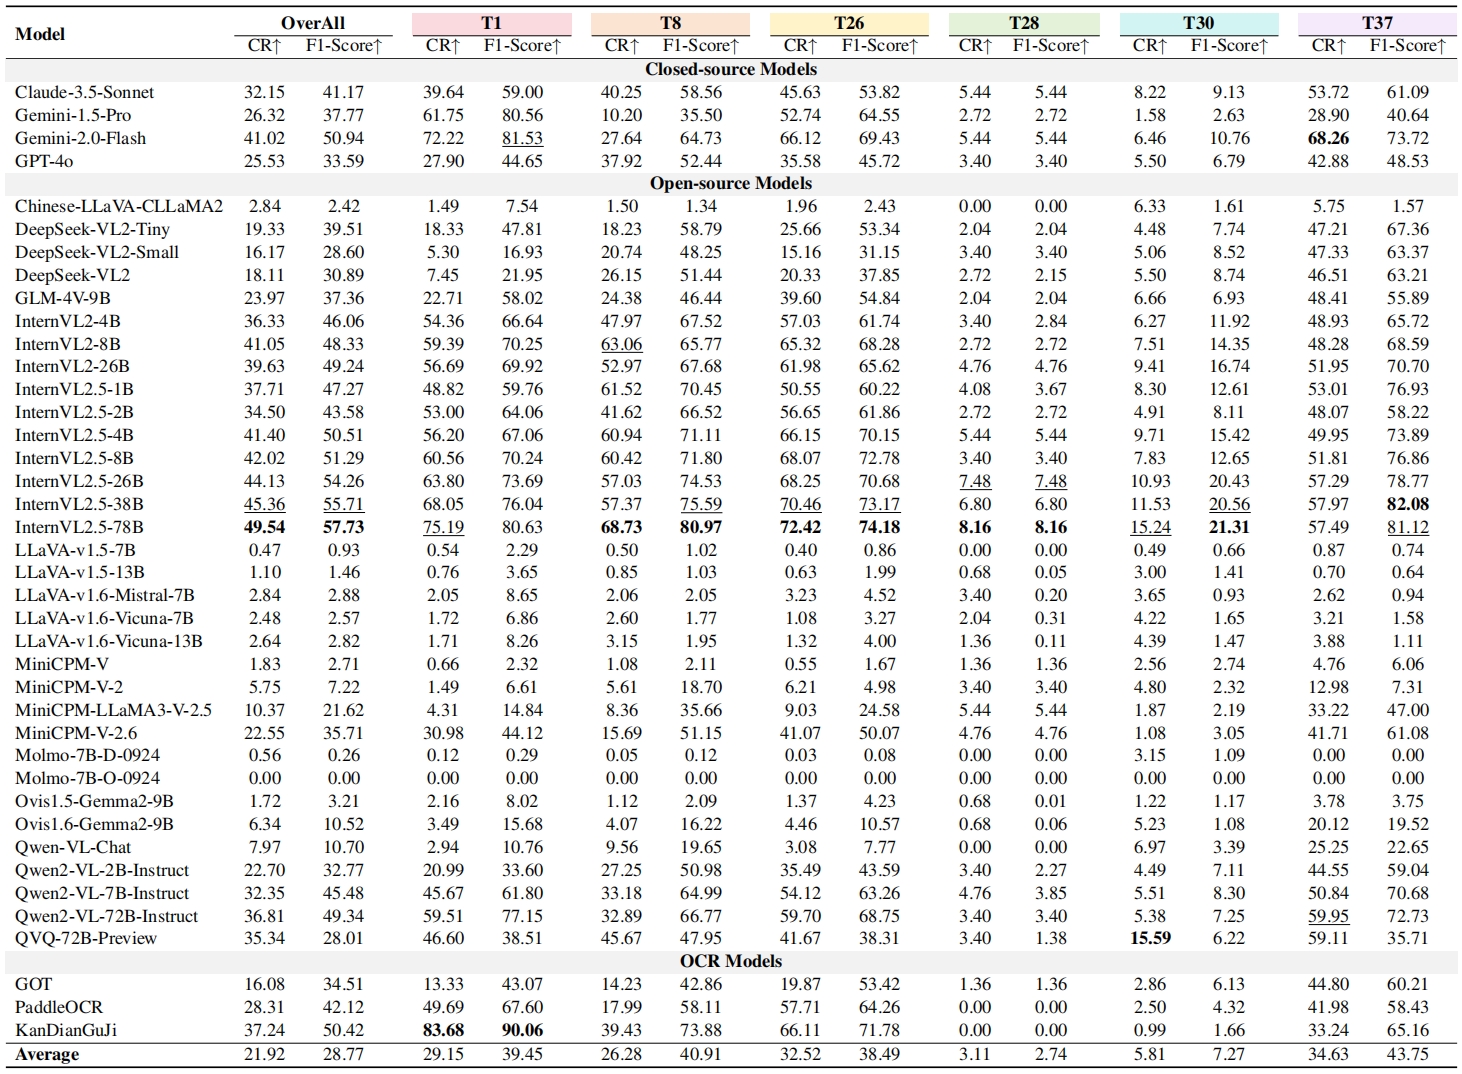 Model OverAll T1 T8 T26 T28 T30 T37
CR↑ F1-Score↑ CR↑ F1-Score↑ CR↑ F1-Score↑ CR↑ F1-Score↑ CR↑ F1-Score↑ CR↑ F1-Score↑ CR↑ F1-Score↑
Closed-source Models
Claude-3.5-Sonnet 32.15 41.17 39.64 59.00 40.25 58.56 45.63 53.82 5.44 5.44 8.22 9.13 53.72 61.09
Gemini-1.5-Pro 26.32 37.77 61.75 80.56 10.20 35.50 52.74 64.55 2.72 2.72 1.58 2.63 28.90 40.64
Gemini-2.0-Flash 41.02 50.94 72.22 81.53 27.64 64.73 66.12 69.43 5.44 5.44 6.46 10.76 68.26 73.72
GPT-4o 25.53 33.59 27.90 44.65 37.92 52.44 35.58 45.72 3.40 3.40 5.50 6.79 42.88 48.53
Open-source Models
Chinese-LLaVA-CLLaMA2 2.84 2.42 1.49 7.54 1.50 1.34 1.96 2.43 0.00 0.00 6.33 1.61 5.75 1.57
DeepSeek-VL2-Tiny 19.33 39.51 18.33 47.81 18.23 58.79 25.66 53.34 2.04 2.04 4.48 7.74 47.21 67.36
DeepSeek-VL2-Small 16.17 28.60 5.30 16.93 20.74 48.25 15.16 31.15 3.40 3.40 5.06 8.52 47.33 63.37
DeepSeek-VL2 18.11 30.89 7.45 21.95 26.15 51.44 20.33 37.85 2.72 2.15 5.50 8.74 46.51 63.21
GLM-4V-9B 23.97 37.36 22.71 58.02 24.38 46.44 39.60 54.84 2.04 2.04 6.66 6.93 48.41 55.89
InternVL2-4B 36.33 46.06 54.36 66.64 47.97 67.52 57.03 61.74 3.40 2.84 6.27 11.92 48.93 65.72
InternVL2-8B 41.05 48.33 59.39 70.25 63.06 65.77 65.32 68.28 2.72 2.72 7.51 14.35 48.28 68.59
InternVL2-26B 39.63 49.24 56.69 69.92 52.97 67.68 61.98 65.62 4.76 4.76 9.41 16.74 51.95 70.70
InternVL2.5-1B 37.71 47.27 48.82 59.76 61.52 70.45 50.55 60.22 4.08 3.67 8.30 12.61 53.01 76.93
InternVL2.5-2B 34.50 43.58 53.00 64.06 41.62 66.52 56.65 61.86 2.72 2.72 4.91 8.11 48.07 58.22
InternVL2.5-4B 41.40 50.51 56.20 67.06 60.94 71.11 66.15 70.15 5.44 5.44 9.71 15.42 49.95 73.89
InternVL2.5-8B 42.02 51.29 60.56 70.24 60.42 71.80 68.07 72.78 3.40 3.40 7.83 12.65 51.81 76.86
InternVL2.5-26B 44.13 54.26 63.80 73.69 57.03 74.53 68.25 70.68 7.48 7.48 10.93 20.43 57.29 78.77
InternVL2.5-38B 45.36 55.71 68.05 76.04 57.37 75.59 70.46 73.17 6.80 6.80 11.53 20.56 57.97 82.08
InternVL2.5-78B 49.54 57.73 75.19 80.63 68.73 80.97 72.42 74.18 8.16 8.16 15.24 21.31 57.49 81.12
LLaVA-v1.5-7B 0.47 0.93 0.54 2.29 0.50 1.02 0.40 0.86 0.00 0.00 0.49 0.66 0.87 0.74
LLaVA-v1.5-13B 1.10 1.46 0.76 3.65 0.85 1.03 0.63 1.99 0.68 0.05 3.00 1.41 0.70 0.64
LLaVA-v1.6-Mistral-7B 2.84 2.88 2.05 8.65 2.06 2.05 3.23 4.52 3.40 0.20 3.65 0.93 2.62 0.94
LLaVA-v1.6-Vicuna-7B 2.48 2.57 1.72 6.86 2.60 1.77 1.08 3.27 2.04 0.31 4.22 1.65 3.21 1.58
LLaVA-v1.6-Vicuna-13B 2.64 2.82 1.71 8.26 3.15 1.95 1.32 4.00 1.36 0.11 4.39 1.47 3.88 1.11
MiniCPM-V 1.83 2.71 0.66 2.32 1.08 2.11 0.55 1.67 1.36 1.36 2.56 2.74 4.76 6.06
MiniCPM-V-2 5.75 7.22 1.49 6.61 5.61 18.70 6.21 4.98 3.40 3.40 4.80 2.32 12.98 7.31
MiniCPM-LLaMA3-V-2.5 10.37 21.62 4.31 14.84 8.36 35.66 9.03 24.58 5.44 5.44 1.87 2.19 33.22 47.00
MiniCPM-V-2.6 22.55 35.71 30.98 44.12 15.69 51.15 41.07 50.07 4.76 4.76 1.08 3.05 41.71 61.08
Molmo-7B-D-0924 0.56 0.26 0.12 0.29 0.05 0.12 0.03 0.08 0.00 0.00 3.15 1.09 0.00 0.00
Molmo-7B-O-0924 0.00 0.00 0.00 0.00 0.00 0.00 0.00 0.00 0.00 0.00 0.00 0.00 0.00 0.00
Ovis1.5-Gemma2-9B 1.72 3.21 2.16 8.02 1.12 2.09 1.37 4.23 0.68 0.01 1.22 1.17 3.78 3.75
Ovis1.6-Gemma2-9B 6.34 10.52 3.49 15.68 4.07 16.22 4.46 10.57 0.68 0.06 5.23 1.08 20.12 19.52
Qwen-VL-Chat 7.97 10.70 2.94 10.76 9.56 19.65 3.08 7.77 0.00 0.00 6.97 3.39 25.25 22.65
Qwen2-VL-2B-Instruct 22.70 32.77 20.99 33.60 27.25 50.98 35.49 43.59 3.40 2.27 4.49 7.11 44.55 59.04
Qwen2-VL-7B-Instruct 32.35 45.48 45.67 61.80 33.18 64.99 54.12 63.26 4.76 3.85 5.51 8.30 50.84 70.68
Qwen2-VL-72B-Instruct 36.81 49.34 59.51 77.15 32.89 66.77 59.70 68.75 3.40 3.40 5.38 7.25 59.95 72.73
QVQ-72B-Preview 35.34 28.01 46.60 38.51 45.67 47.95 41.67 38.31 3.40 1.38 15.59 6.22 59.11 35.71
OCR Models
GOT 16.08 34.51 13.33 43.07 14.23 42.86 19.87 53.42 1.36 1.36 2.86 6.13 44.80 60.21
PaddleOCR 28.31 42.12 49.69 67.60 17.99 58.11 57.71 64.26 0.00 0.00 2.50 4.32 41.98 58.43
KanDianGuJi 37.24 50.42 83.68 90.06 39.43 73.88 66.11 71.78 0.00 0.00 0.99 1.66 33.24 65.16
Average 21.92 28.77 29.15 39.45 26.28 40.91 32.52 38.49 3.11 2.74 5.81 7.27 34.63 43.75